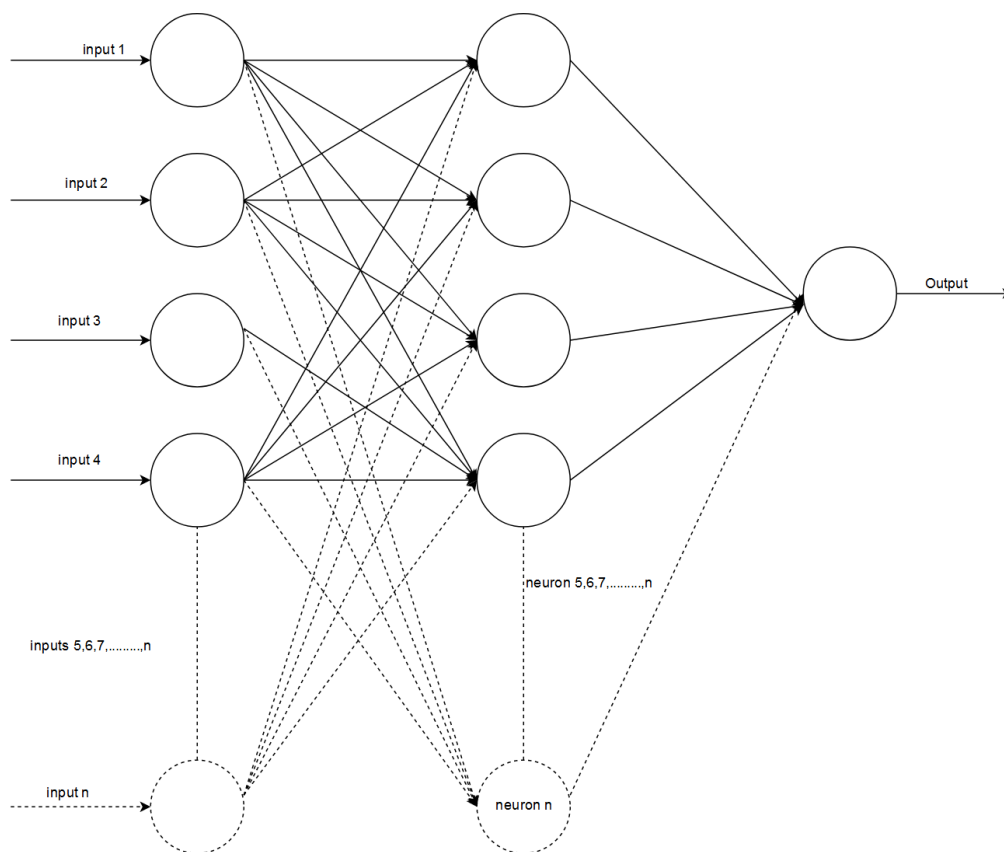 input 1
input 2
input 3
input 4
Output
neuron 5,6,7,.........,n
inputs 5,6,7,.........,n
input n
neuron n